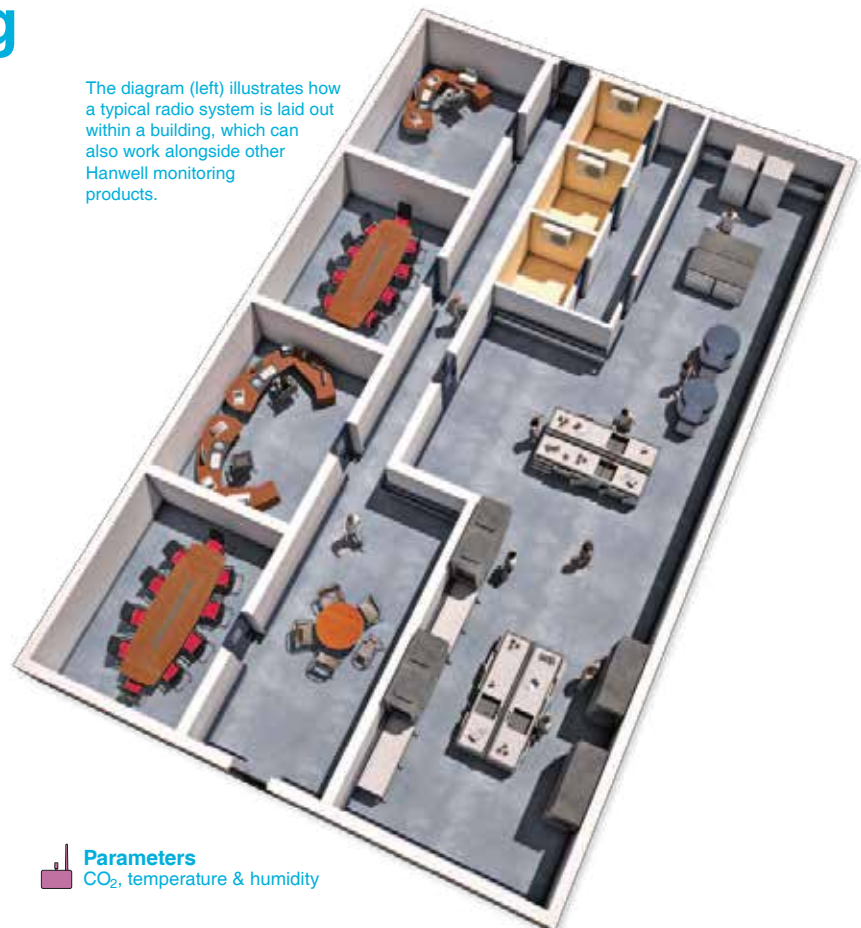 g
The diagram (left) illustrates how
a typical radio system is laid out
within a building, which can
also work alongside other
Hanwell monitoring
products.
Parameters
CO₂, temperature & humidity